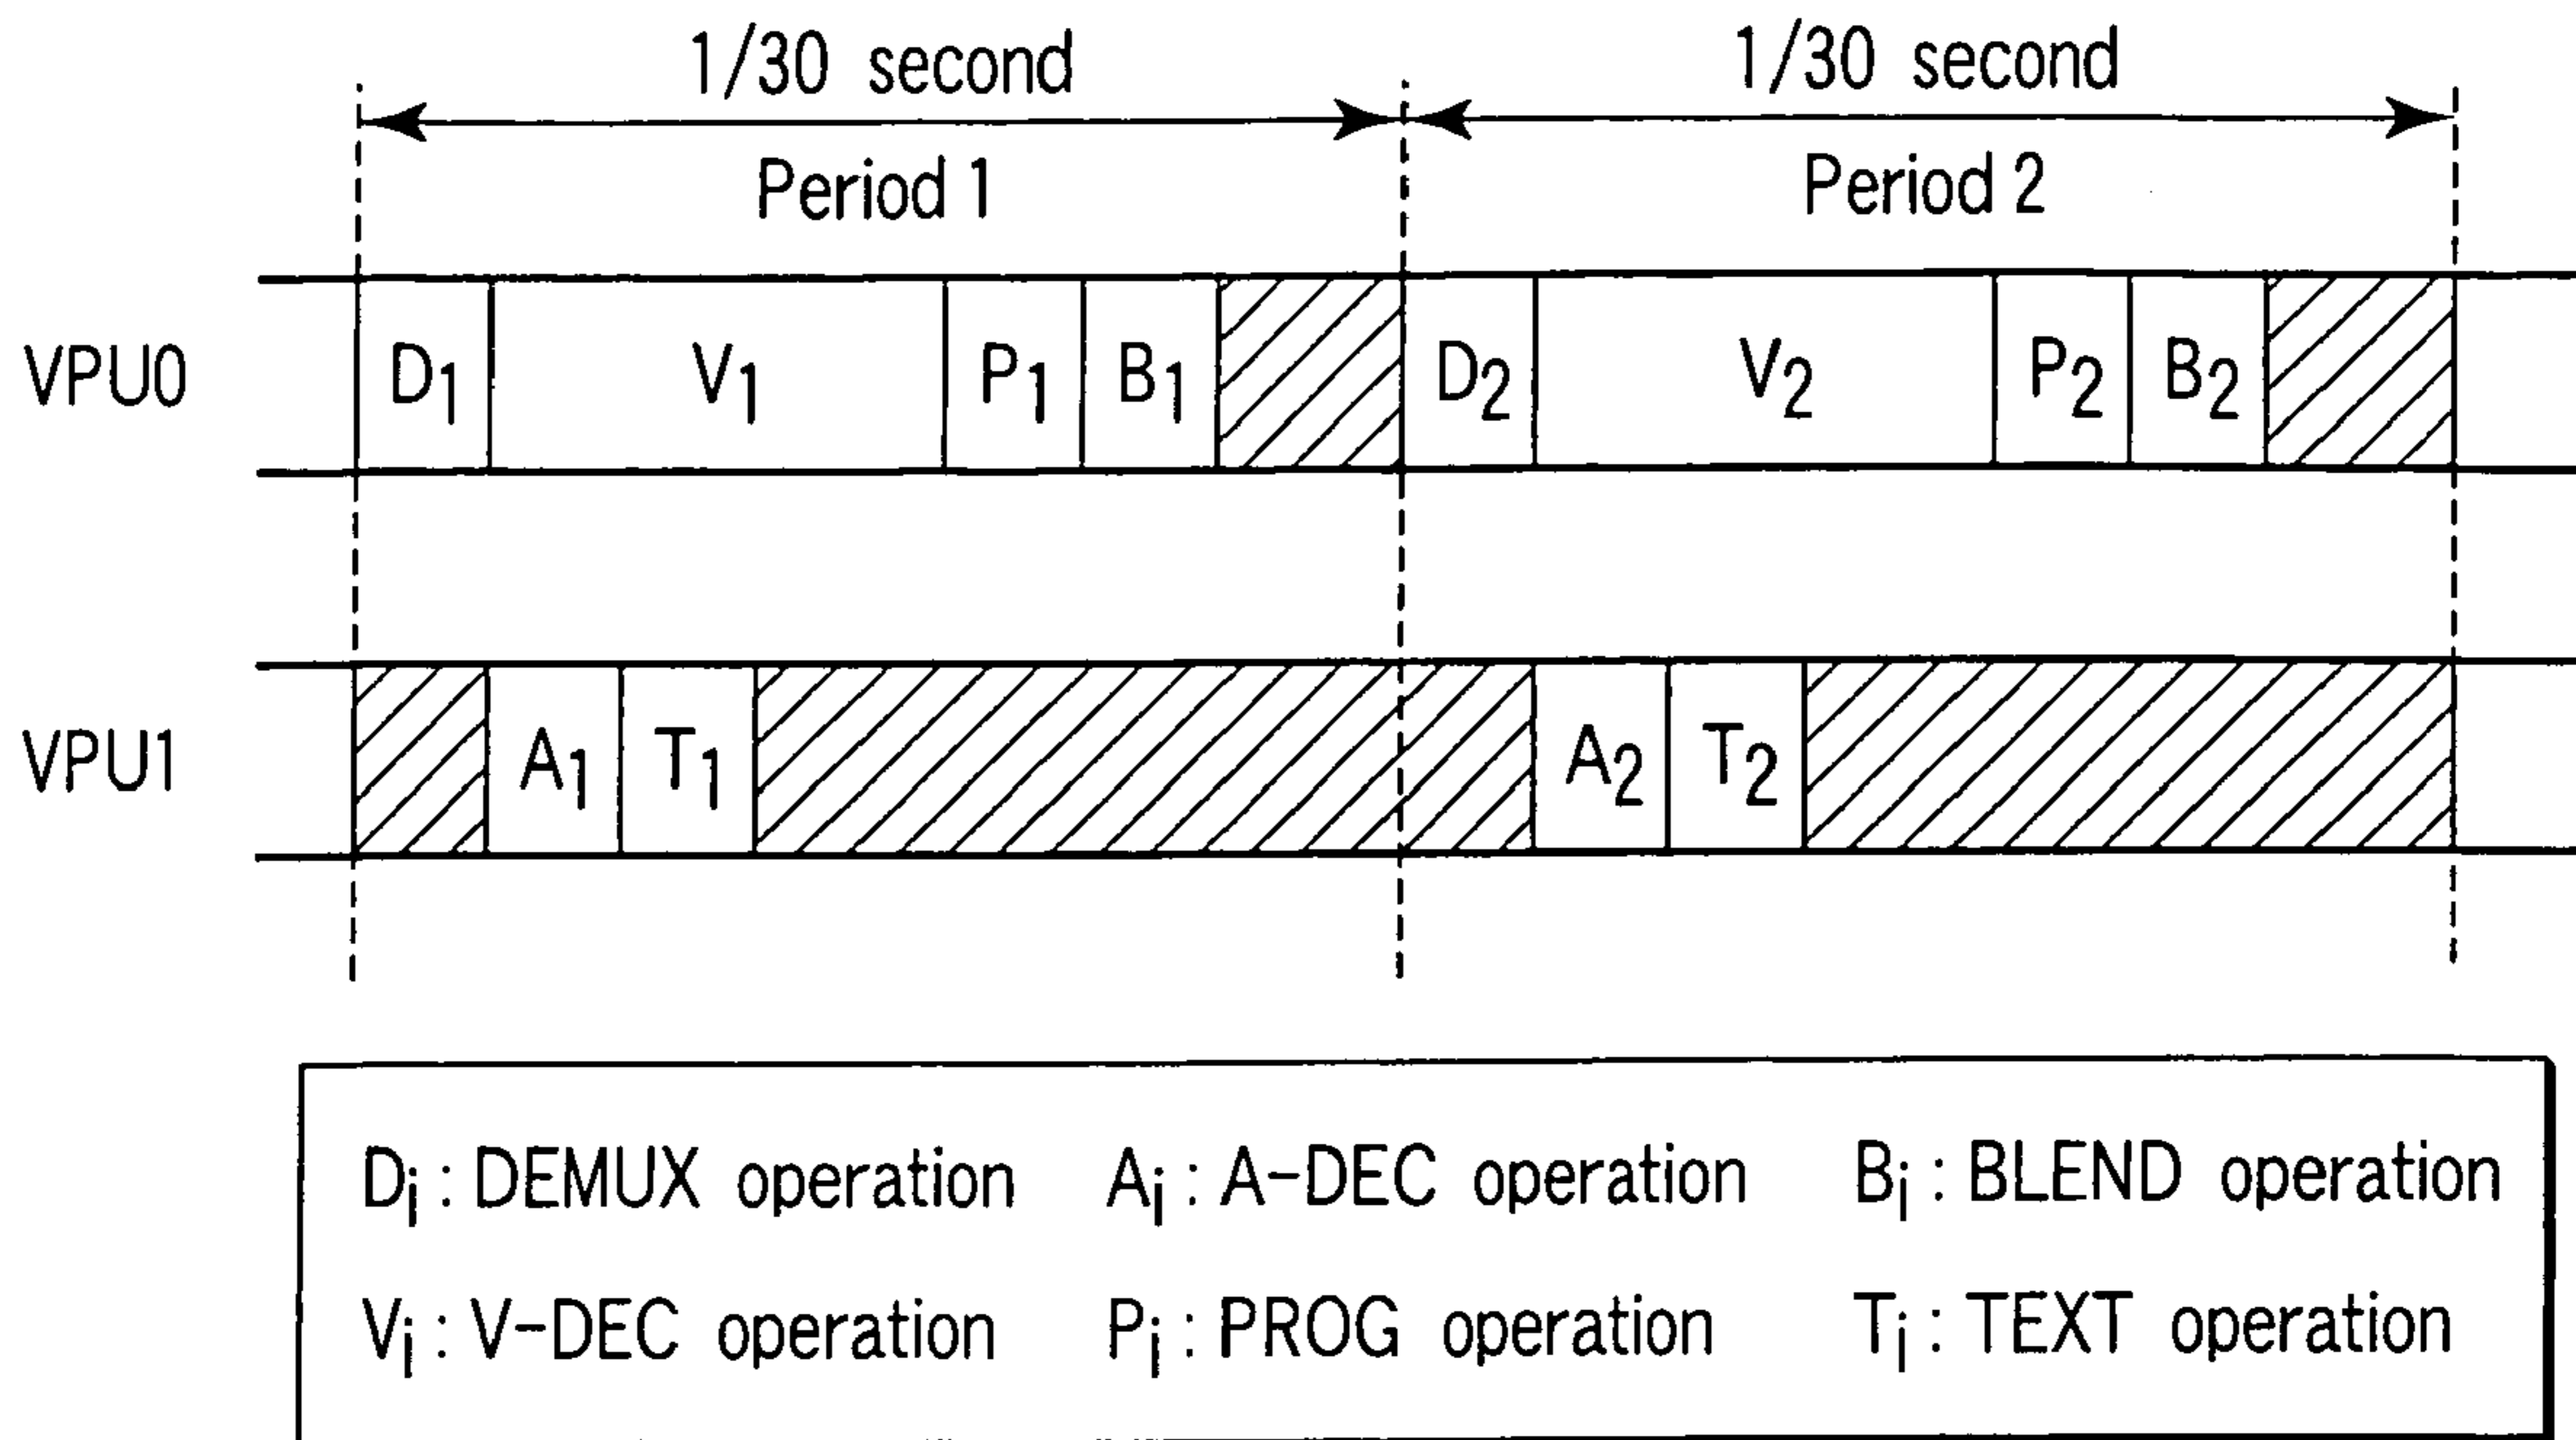 1/30 second 1/30 second
Period 1 Period 2
VPU0 D1 V1 P1 B1 D2 V2 P2 B2
VPU1 A1 T1 A2 T2
Di : DEMUX operation Ai : A-DEC operation Bi : BLEND operation
Vi : V-DEC operation Pi : PROG operation Ti : TEXT operation